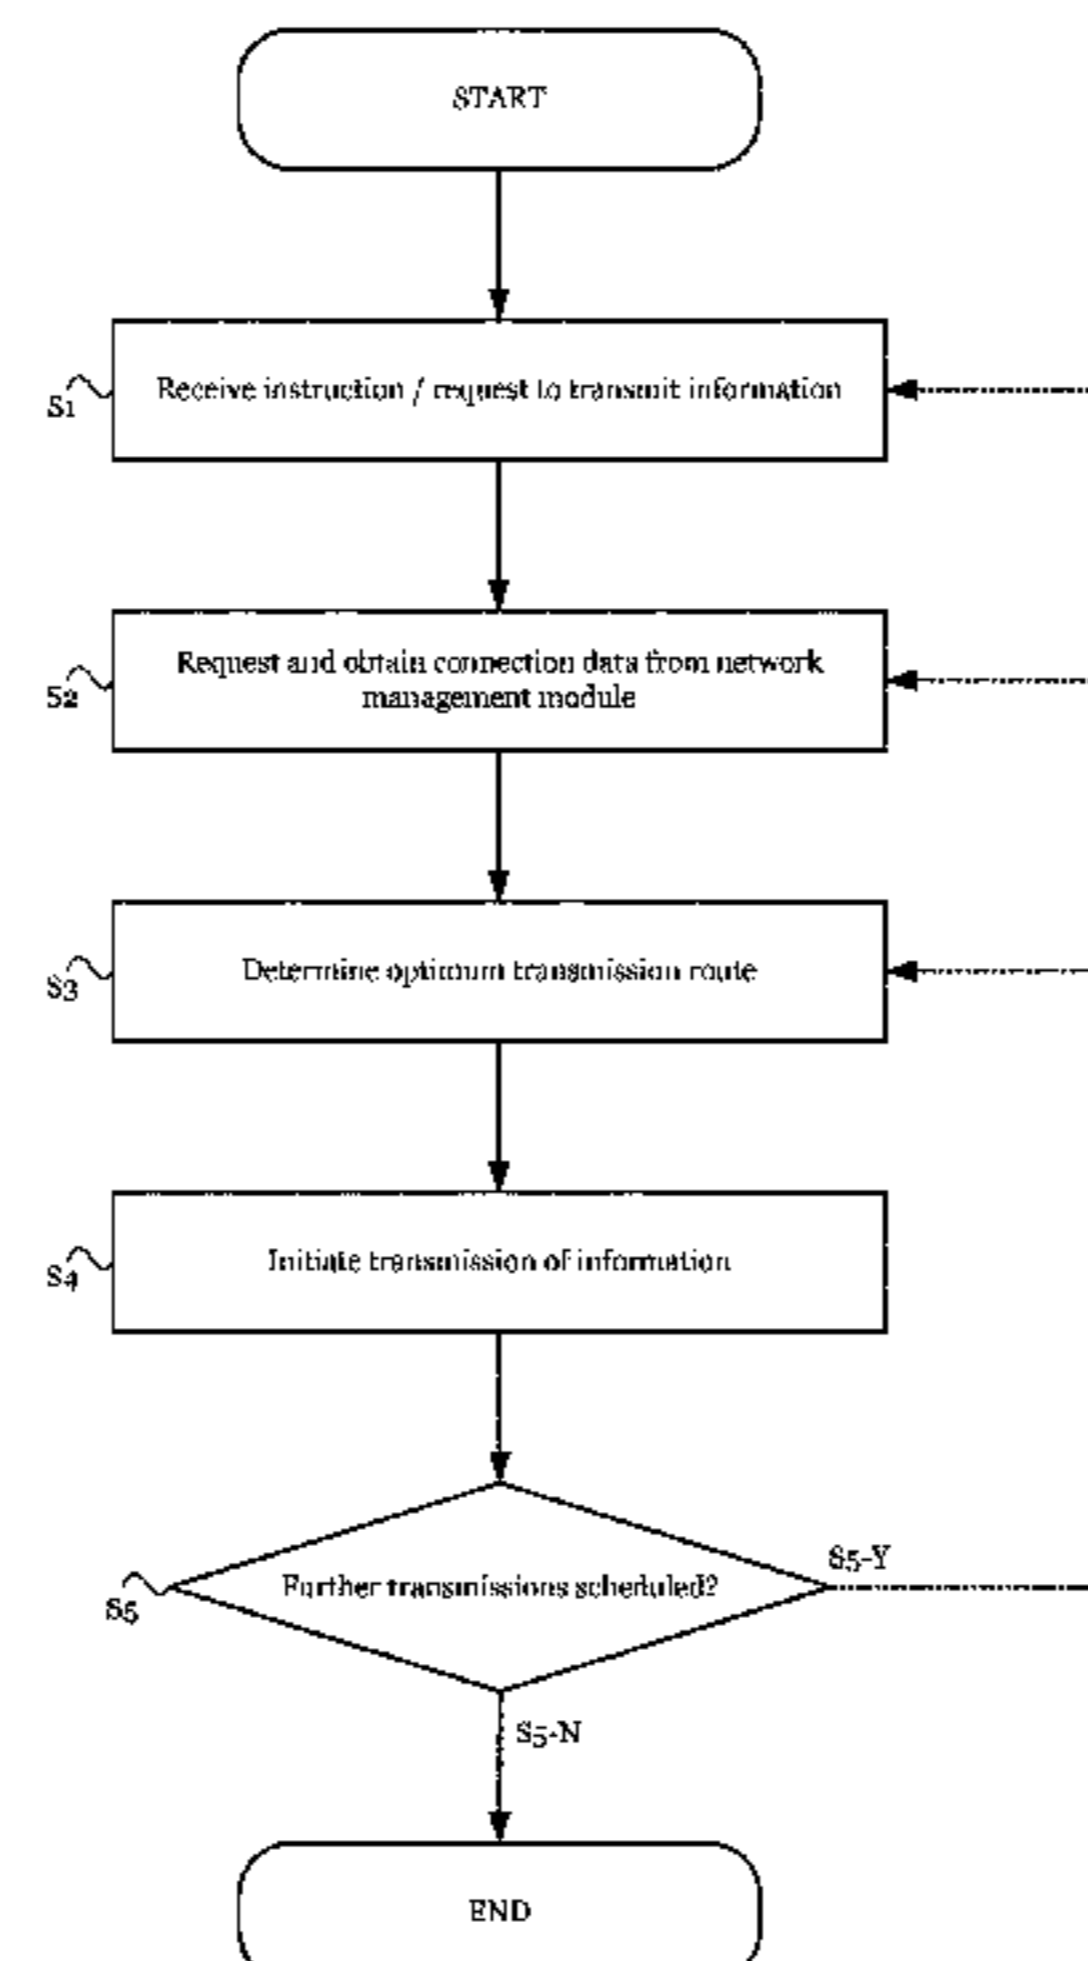 START
Receive instruction / request to transmit information
S1
Request and obtain connection data from network
management module
S2
Determine optimum transmission route
S3
Initiate transmission of information
S4
S5-Y
Further transmissions scheduled?
S5
S5-N
END